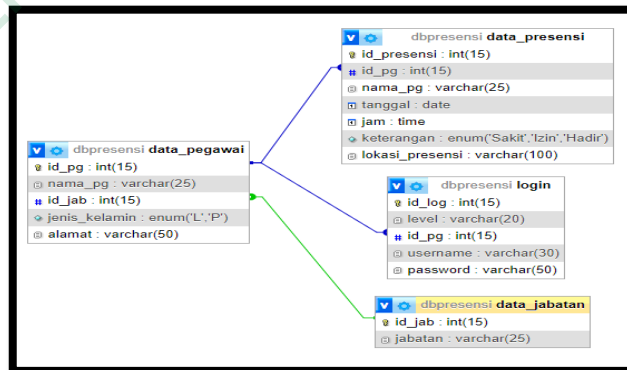 dbpresensi data_presensi
id_presensi : int(15)
id_pg : int(15)
nama_pg : varchar(25)
tanggal : date
jam : time
keterangan : enum('Sakit','Izin','Hadir')
lokasi_presensi : varchar(100)
dbpresensi data_pegawai
id_pg : int(15)
nama_pg : varchar(25)
id_jab : int(15)
jenis_kelamin : enum('L','P')
alamat : varchar(50)
dbpresensi login
id_log : int(15)
level : varchar(20)
id_pg : int(15)
username : varchar(30)
password : varchar(50)
dbpresensi data_jabatan
id_jab : int(15)
jabatan : varchar(25)